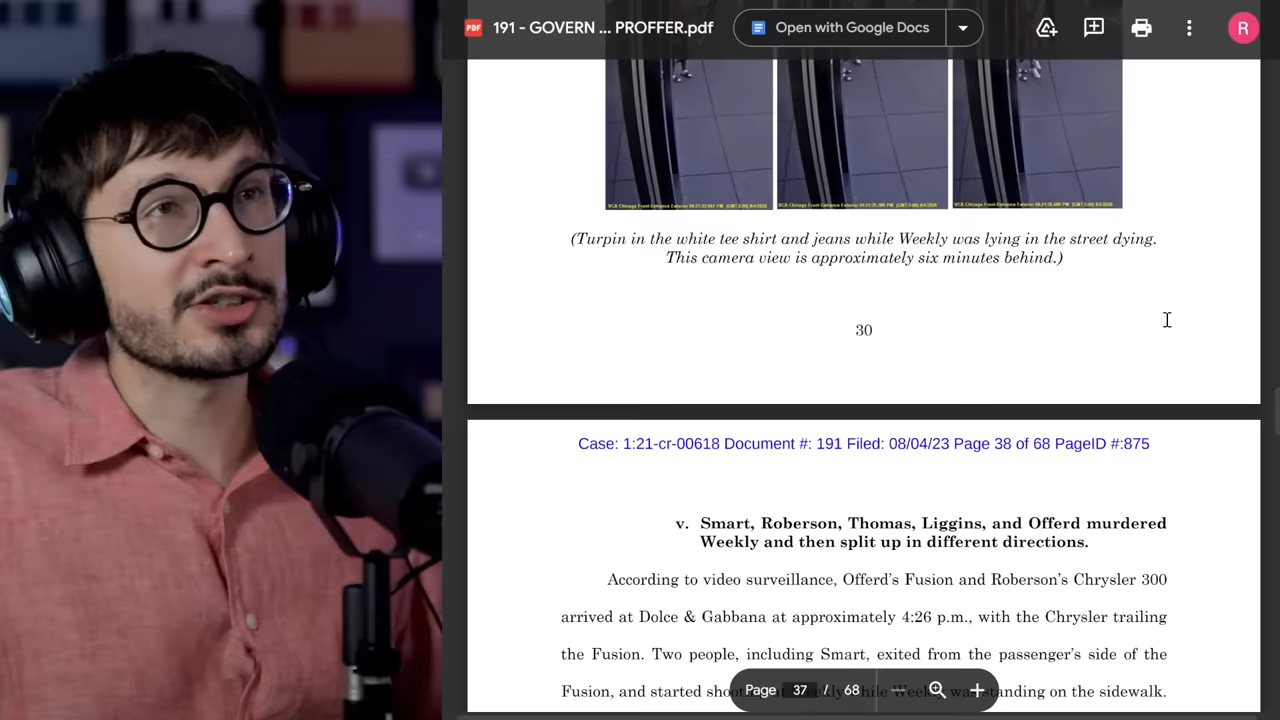 191 - GOVERN ... PROFFER.pdf
Open with Google Docs
R
(Turpin in the white tee shirt and jeans while Weekly was lying in the street dying.
This camera view is approximately six minutes behind.)
30
Case: 1:21-cr-00618 Document #: 191 Filed: 08/04/23 Page 38 of 68 PageID #:875
v. Smart, Roberson, Thomas, Liggins, and Offerd murdered
Weekly and then split up in different directions.
According to video surveillance, Offerd's Fusion and Roberson's Chrysler 300
arrived at Dolce & Gabbana at approximately 4:26 p.m., with the Chrysler trailing
the Fusion. Two people, including Smart, exited from the passenger's side of the
Fusion, and started standing on the sidewalk.
Page 37 / 68